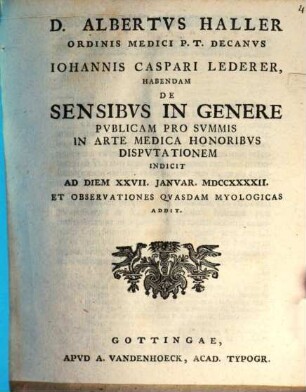 4
D. ALBERTVS HALLER
ORDINIS MEDICI P. T. DECANVS
IOHANNIS CASPARI LEDERER,
HABENDAM
DE
SENSIBVS IN GENERE
PVBLICAM PRO SVMMIS
IN ARTE MEDICA HONORIBVS
DISPVTATIONEM
INDICIT
AD DIEM XXVII. JANVAR. MDCCXXXXII.
ET OBSERVATIONES QVASDAM MYOLOGICAS
ADDIT.
GOTTINGAE,
APVD A. VANDENHOECK, ACAD. TYPOGR.